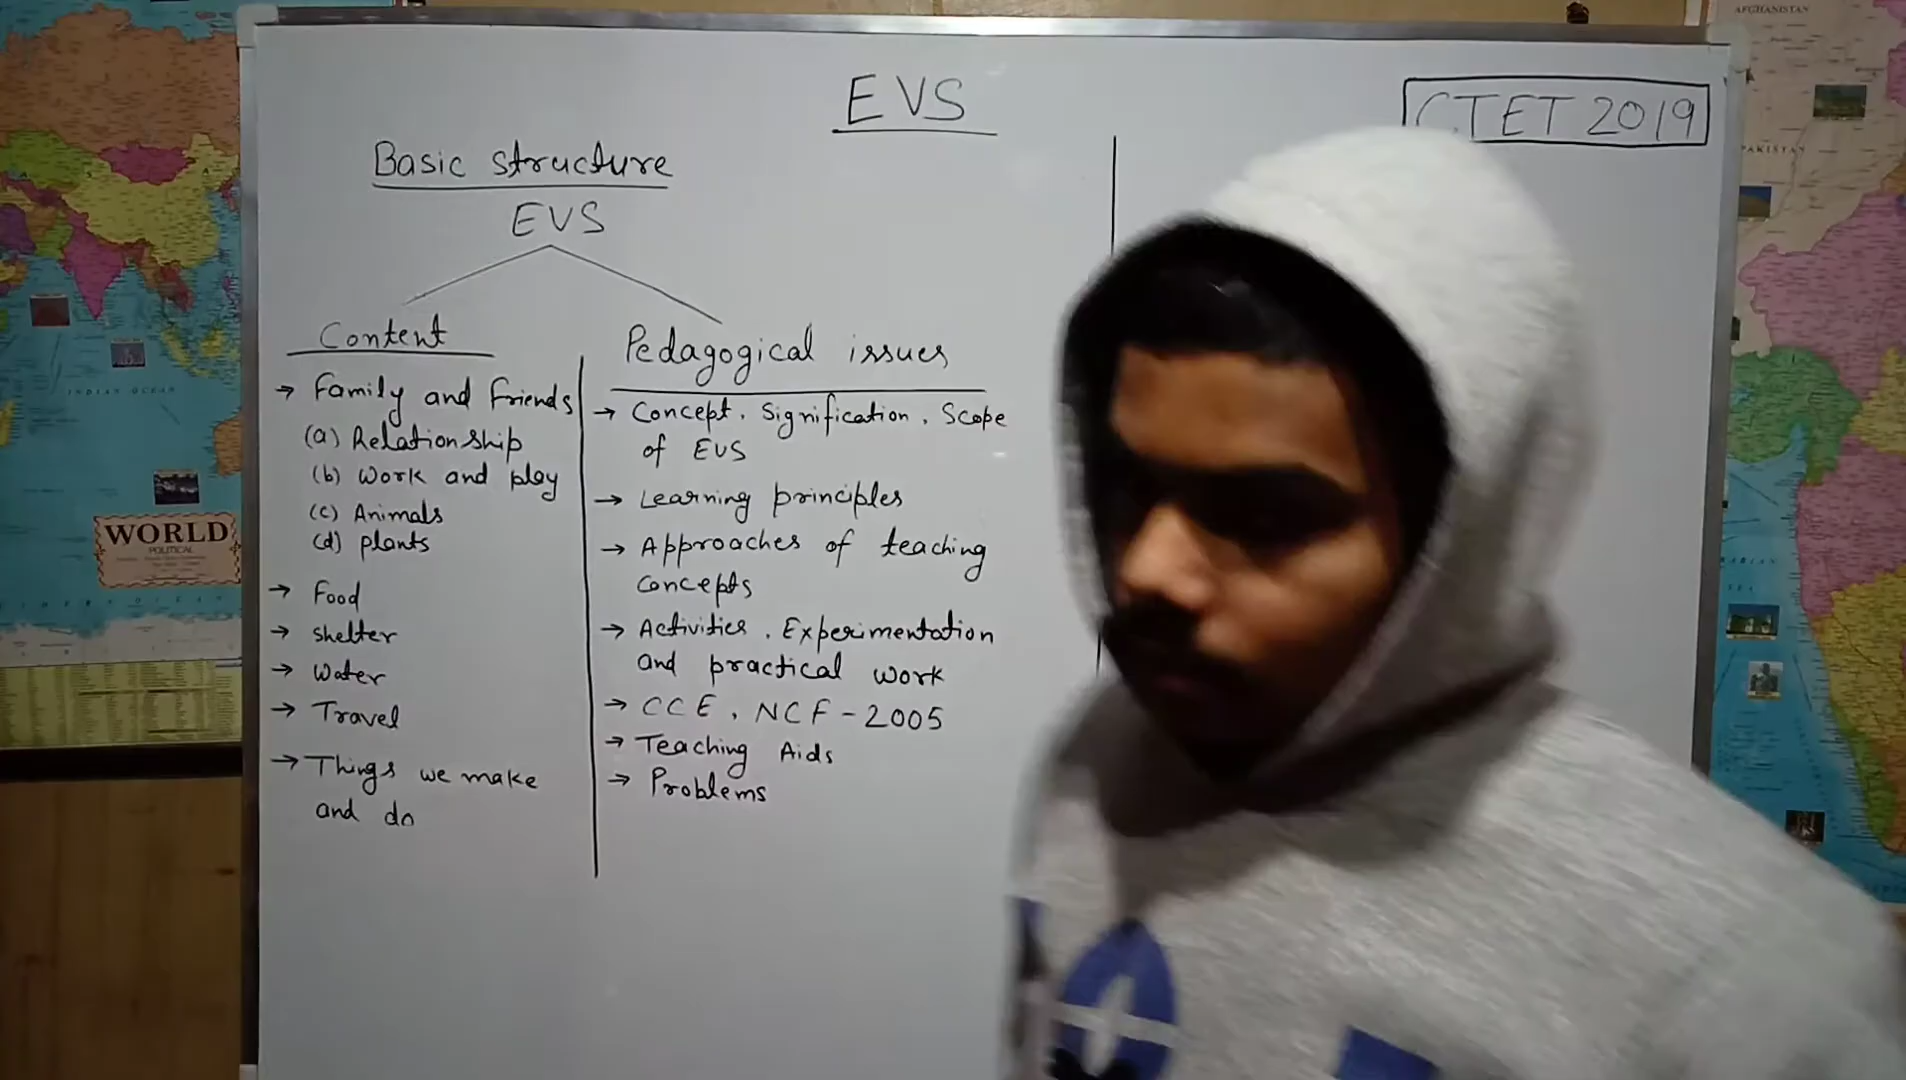 EVS
CTET 2019
Basic structure
EVS
Content
→ Family and friends
(a) Relationship
(b) Work and play
(c) Animals
(d) plants
→ Food
→ shelter
→ Water
→ Travel
→ Things we make
and do
Pedagogical issues
→ Concept, Signification, Scope
of EVS
→ Learning principles
→ Approaches of teaching
concepts
→ Activities, Experimentation
and practical work
→ CCE, NCF-2005
→ Teaching Aids
→ Problems
WORLD
POLITICAL
INDIAN OCEAN
AFGHANISTAN
PAKISTAN